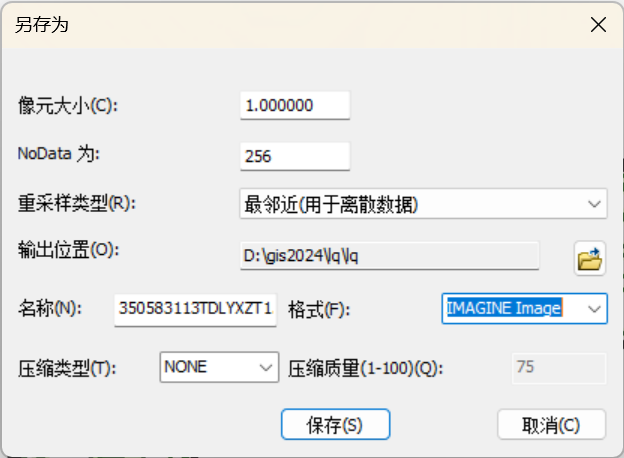 另存为
像元大小(C): 1.000000
NoData 为: 256
重采样类型(R): 最邻近(用于离散数据)
输出位置(O): D:\gis2024\lq\lq
名称(N): 350583113TDLYXZT1 格式(F): IMAGINE Image
压缩类型(T): NONE 压缩质量(1-100)(Q): 75
保存(S) 取消(C)